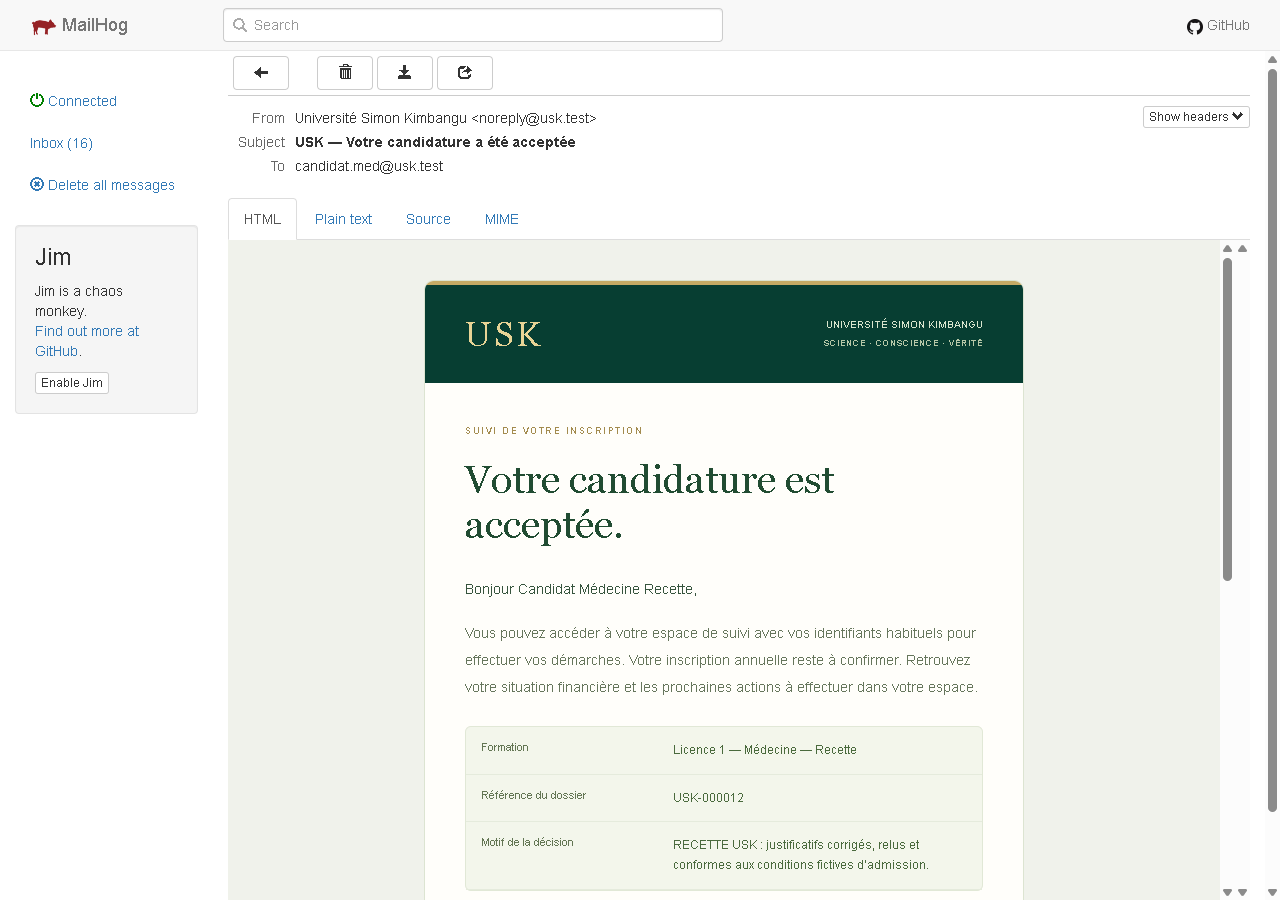 MailHog
Search
GitHub
Connected
Inbox (16)
Delete all messages
Jim
Jim is a chaos
monkey.
Find out more at
GitHub.
Enable Jim
From Université Simon Kimbangu <noreply@usk.test>
Show headers
Subject USK — Votre candidature a été acceptée
To candidat.med@usk.test
HTML
Plain text
Source
MIME
USK
UNIVERSITÉ SIMON KIMBANGU
SCIENCE · CONSCIENCE · VÉRITÉ
SUIVI DE VOTRE INSCRIPTION
Votre candidature est
acceptée.
Bonjour Candidat Médecine Recette,
Vous pouvez accéder à votre espace de suivi avec vos identifiants habituels pour
effectuer vos démarches. Votre inscription annuelle reste à confirmer. Retrouvez
votre situation financière et les prochaines actions à effectuer dans votre espace.
Formation
Licence 1 — Médecine — Recette
Référence du dossier
USK-000012
Motif de la décision
RECETTE USK : justificatifs corrigés, relus et
conformes aux conditions fictives d'admission.